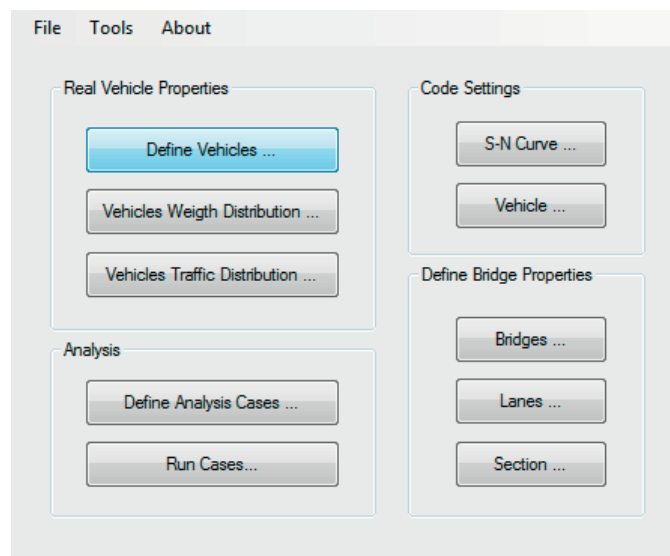 File Tools About
Real Vehicle Properties
Define Vehicles ...
Vehicles Weigth Distribution ...
Vehicles Traffic Distribution ...
Analysis
Define Analysis Cases ...
Run Cases...
Code Settings
S-N Curve ...
Vehicle ...
Define Bridge Properties
Bridges ...
Lanes ...
Section ...